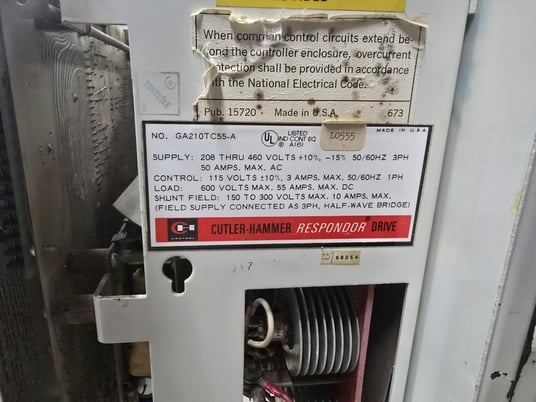 When common control circuits extend be-
ond the controller enclosure, overcurrent
rotection shall be provided in accordance
with the National Electrical Code.
Pub. 15720 Made in U.S.A. 673
NO. GA210TC55-A
UL LISTED
IND CONT EQ
A161
L0555
MADE IN U.S.A.
SUPPLY: 208 THRU 460 VOLTS +10%, -15% 50/60HZ 3PH
50 AMPS. MAX. AC
CONTROL: 115 VOLTS ±10%, 3 AMPS. MAX. 50/60HZ 1PH
LOAD: 600 VOLTS MAX. 55 AMPS. MAX. DC
SHUNT FIELD: 150 TO 300 VOLTS MAX. 10 AMPS. MAX.
(FIELD SUPPLY CONNECTED AS 3PH, HALF-WAVE BRIDGE)
CONTROL
CUTLER-HAMMER RESPONDOR® DRIVE